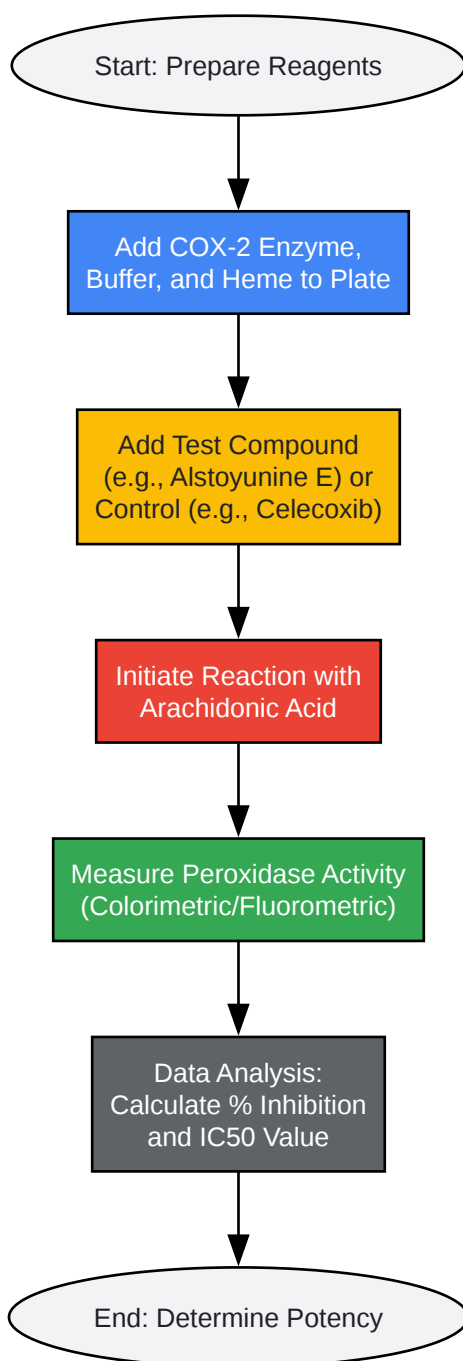 Start: Prepare Reagents
Add COX-2 Enzyme,
Buffer, and Heme to Plate
Add Test Compound
(e.g., Alstoyunine E) or
Control (e.g., Celecoxib)
Initiate Reaction with
Arachidonic Acid
Measure Peroxidase Activity
(Colorimetric/Fluorometric)
Data Analysis:
Calculate % Inhibition
and IC50 Value
End: Determine Potency